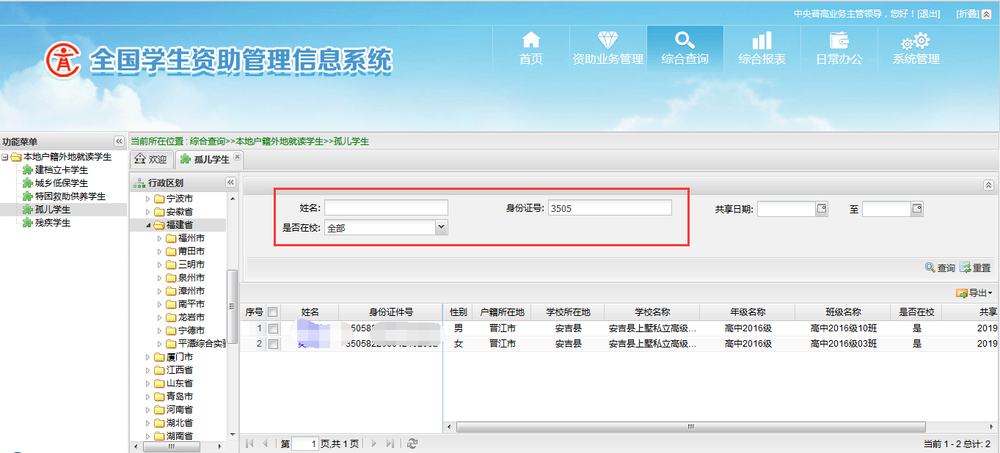 中央普高业务主管领导，您好！[退出] [折叠]
全国学生资助管理信息系统
首页 资助业务管理 综合查询 综合报表 日常办公 系统管理
功能菜单
本地户籍外地就读学生
建档立卡学生
城乡低保学生
特困救助供养学生
孤儿学生
残疾学生
当前所在位置：综合查询>>本地户籍外地就读学生>>孤儿学生
欢迎 孤儿学生
行政区划
宁波市
安徽省
福建省
福州市
莆田市
三明市
泉州市
漳州市
南平市
龙岩市
宁德市
平潭综合实验
厦门市
江西省
山东省
青岛市
河南省
湖北省
湖南省
姓名: 身份证号: 3505 共享日期: 至
是否在校: 全部
查询 重置
导出
序号 姓名 身份证件号 性别 户籍所在地 学校所在地 学校名称 年级名称 班级名称 是否在校 共享
1 男 晋江市 安吉县 安吉县上墅私立高级... 高中2016级 高中2016级10班 是 2019
2 女 晋江市 安吉县 安吉县上墅私立高级... 高中2016级 高中2016级03班 是 2019
第 1 页,共 1 页
当前 1 - 2 总计: 2